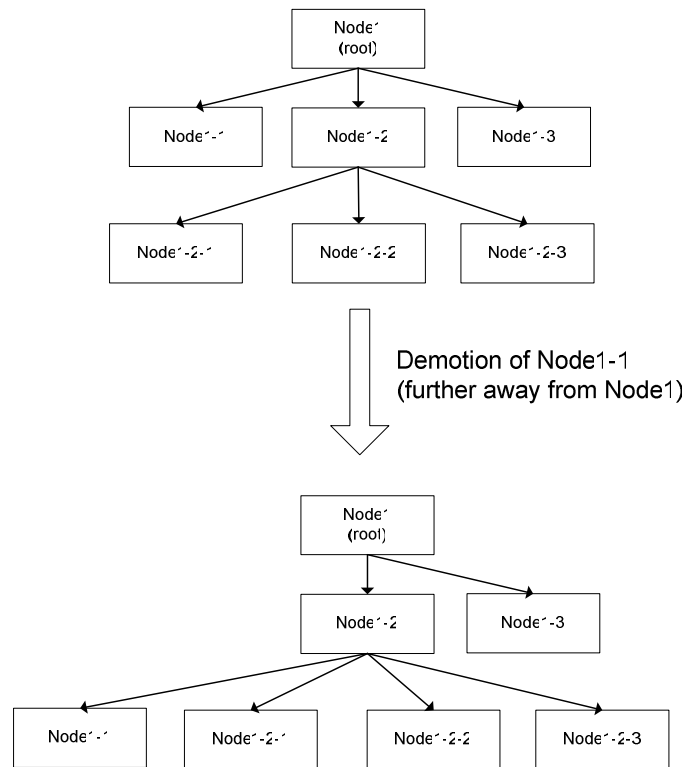 Node1
(root)
Node1-1
Node1-2
Node1-3
Node1-2-1
Node1-2-2
Node1-2-3
Demotion of Node1-1
(further away from Node1)
Node1
(root)
Node1-2
Node1-3
Node1-1
Node1-2-1
Node1-2-2
Node1-2-3